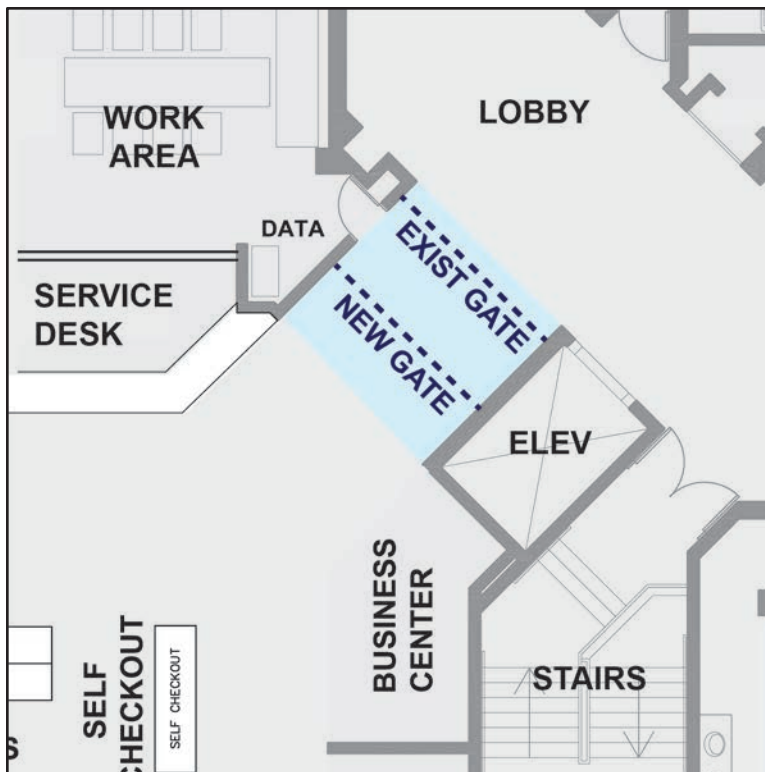 WORK
AREA
LOBBY
DATA
EXIST GATE
SERVICE
DESK
NEW GATE
ELEV
BUSINESS
CENTER
SELF
CHECKOUT
SELF CHECKOUT
STAIRS
S